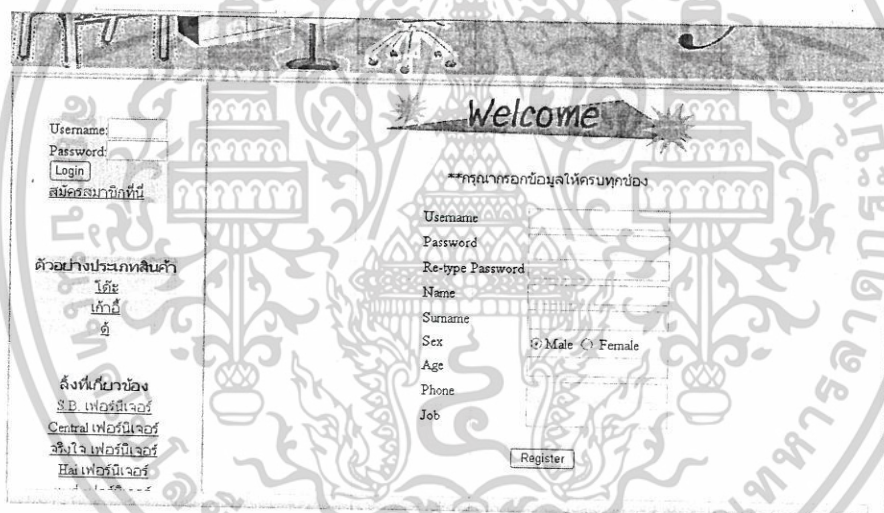 Username:
Password:
Login
สมัครสมาชิกที่นี่
ตัวอย่างประเภทสินค้า
โต๊ะ
เก้าอี้
ตู้
ลิ้งที่เกี่ยวข้อง
S.B. เฟอร์นิเจอร์
Central เฟอร์นิเจอร์
จริงใจ เฟอร์นิเจอร์
Hai เฟอร์นิเจอร์
Welcome
**กรุณากรอกข้อมูลให้ครบทุกช่อง
Username
Password
Re-type Password
Name
Surname
Sex Male Female
Age
Phone
Job
Register